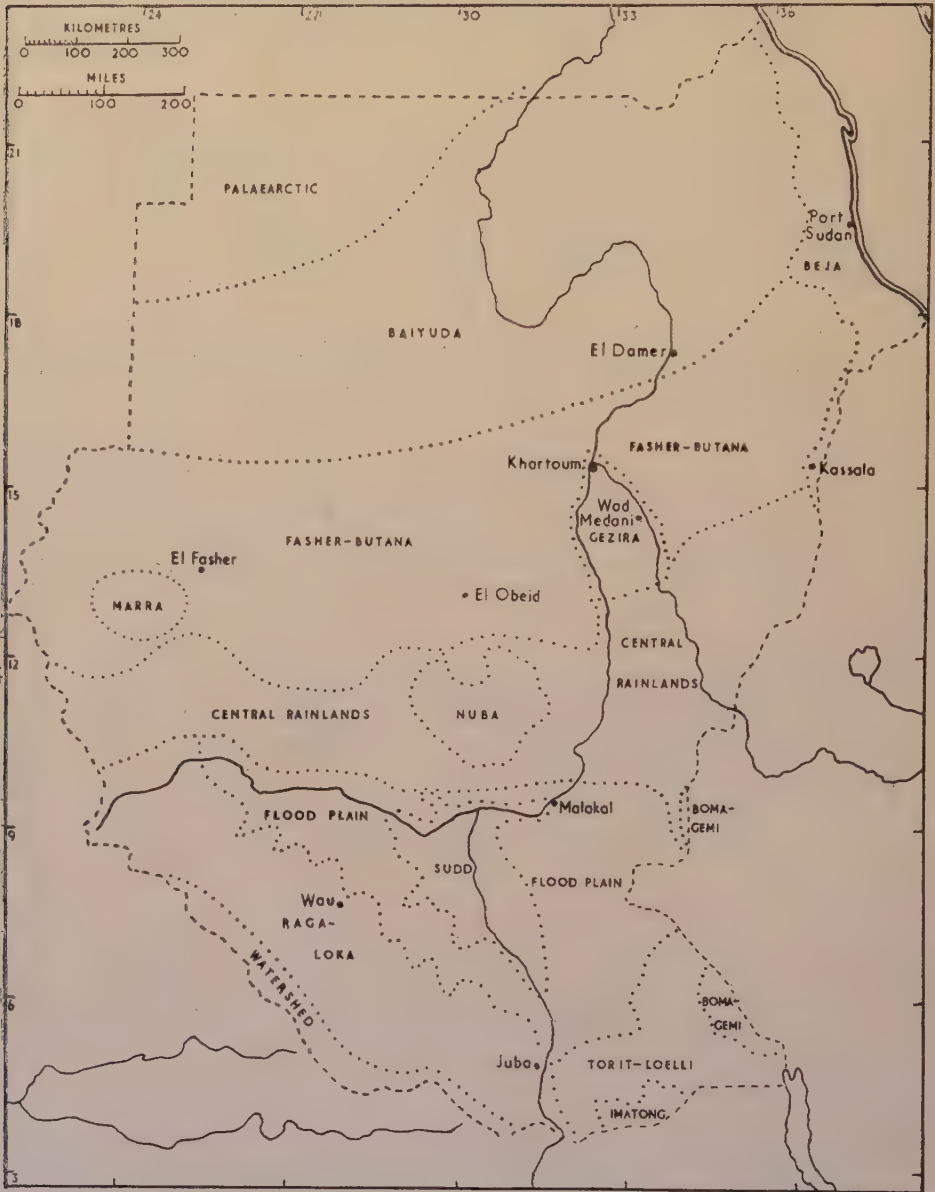 24 27 30 33 36
KILOMETRES
0 100 200 300
MILES
0 100 200
21
PALAEARCTIC
Port
Sudan
BEJA
18
BAIYUDA
El Damer
FASHER-BUTANA
Khartoum
Kassala
15
Wad
Medani
GEZIRA
FASHER-BUTANA
El Fasher
El Obeid
MARRA
CENTRAL
12
RAINLANDS
CENTRAL RAINLANDS
NUBA
Malakal
BOMA-
GEMI
FLOOD PLAIN
9
SUDD
FLOOD PLAIN
Wau
RAGA-
LOKA
WATERSHED
6
BOMA-
GEMI
Juba
TORIT-LOELLI
IMATONG
3